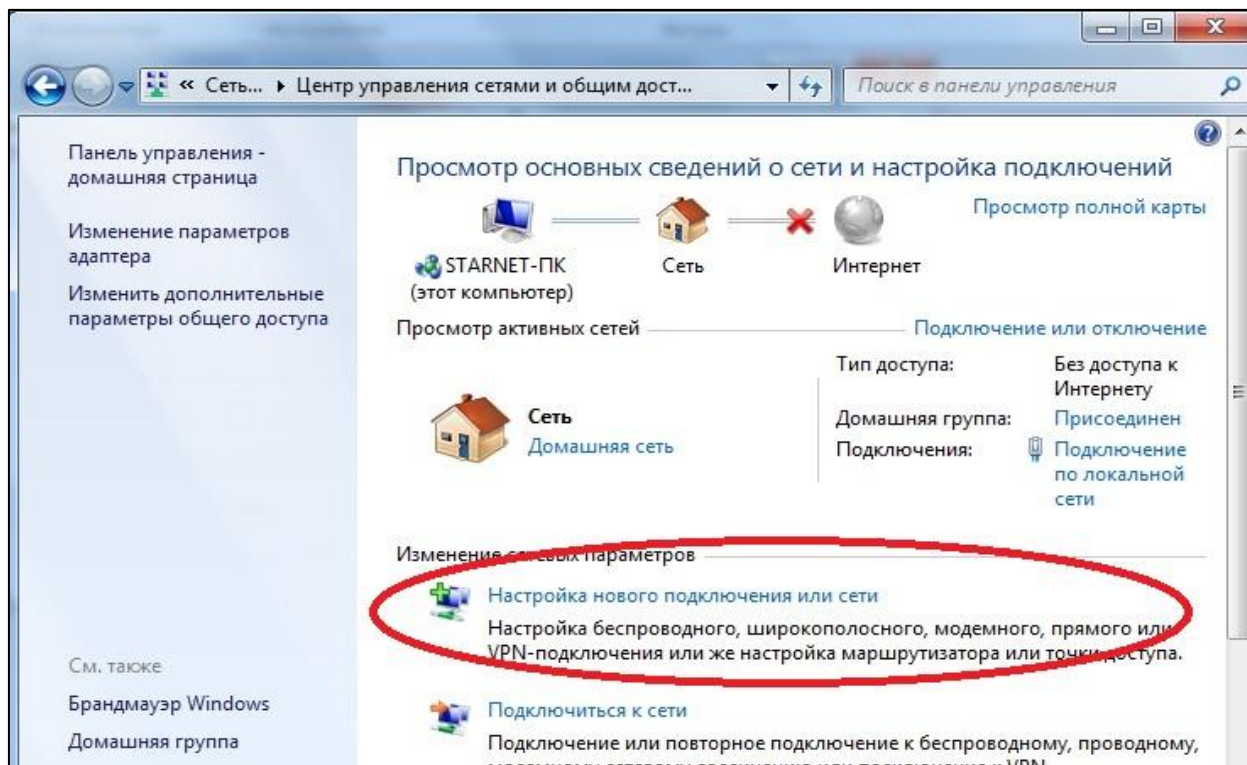 « Сеть... ▸ Центр управления сетями и общим дост...
Поиск в панели управления
Панель управления -
домашняя страница
Изменение параметров
адаптера
Изменить дополнительные
параметры общего доступа
См. также
Брандмауэр Windows
Домашняя группа
Просмотр основных сведений о сети и настройка подключений
Просмотр полной карты
STARNET-ПК
(этот компьютер)
Сеть
Интернет
Просмотр активных сетей
Подключение или отключение
Сеть
Домашняя сеть
Тип доступа: Без доступа к
Интернету
Домашняя группа: Присоединен
Подключения: Подключение
по локальной
сети
Изменение сетевых параметров
Настройка нового подключения или сети
Настройка беспроводного, широкополосного, модемного, прямого или
VPN-подключения или же настройка маршрутизатора или точки доступа.
Подключиться к сети
Подключение или повторное подключение к беспроводному, проводному,